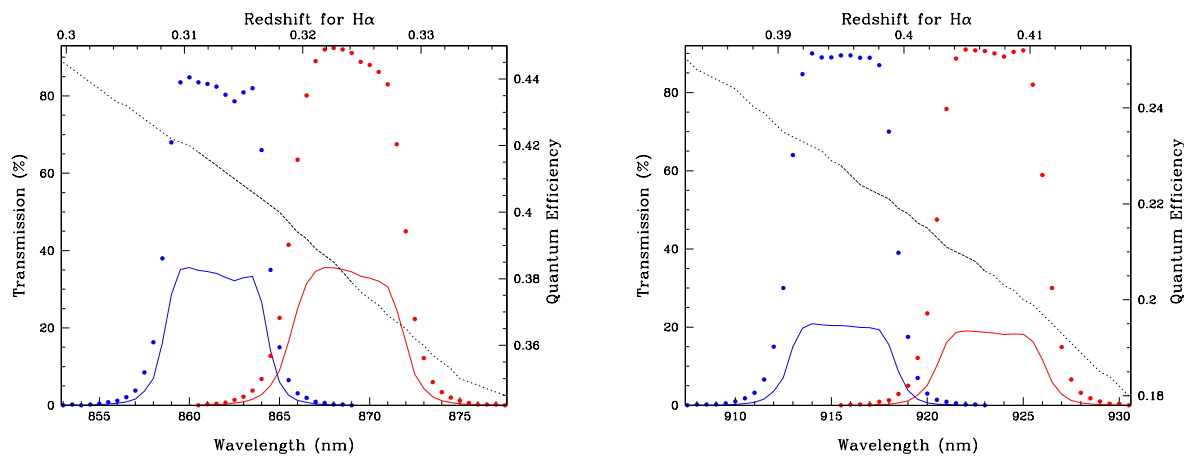 Redshift for Hα
0.3 0.31 0.32 0.33
Transmission (%)
80
60
40
20
0
0.44
0.42
0.4
0.38
0.36
Quantum Efficiency
855 860 865 870 875
Wavelength (nm)
Redshift for Hα
0.39 0.4 0.41
Transmission (%)
80
60
40
20
0
0.24
0.22
0.2
0.18
Quantum Efficiency
910 915 920 925 930
Wavelength (nm)